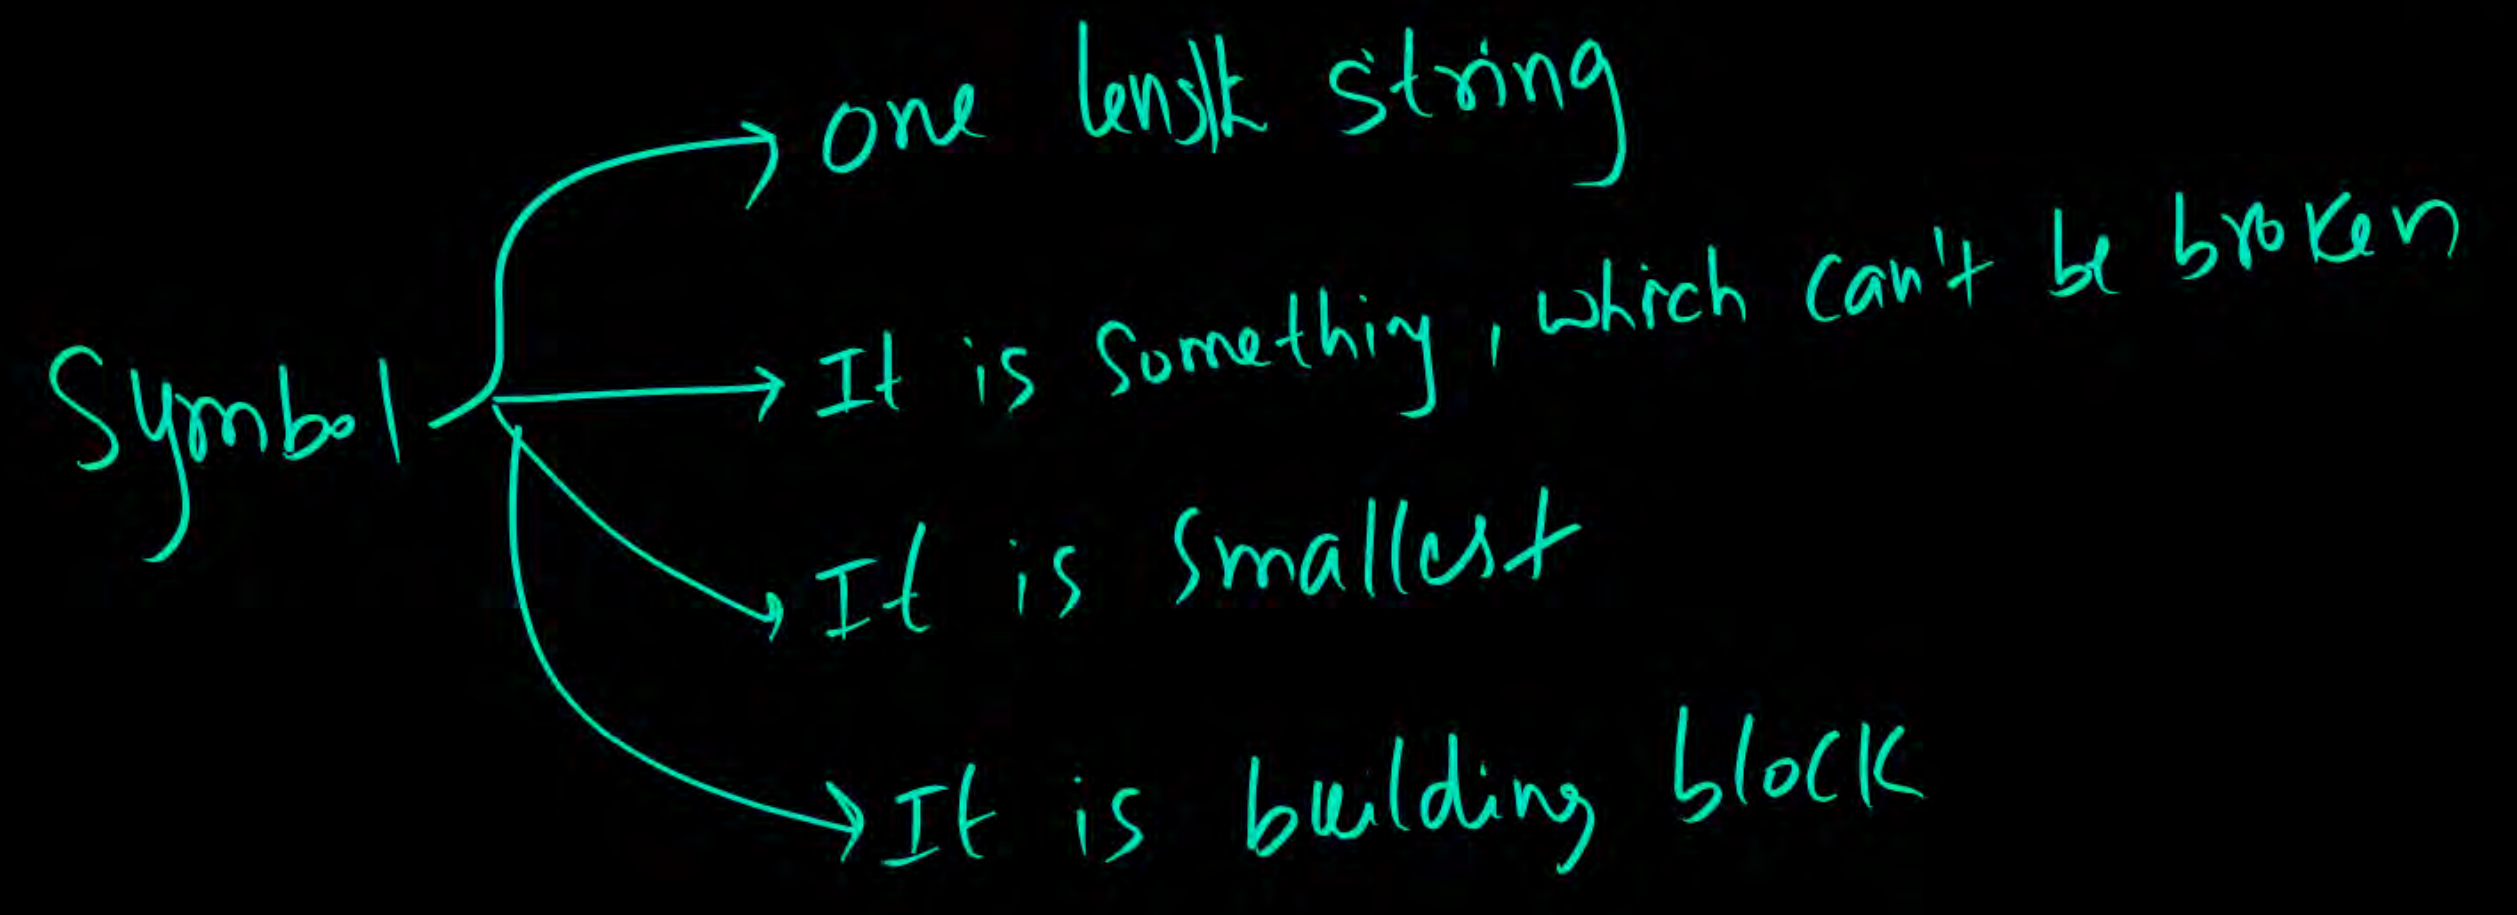 Symbol
one length string
It is something, which can't be broken
It is smallest
It is building block